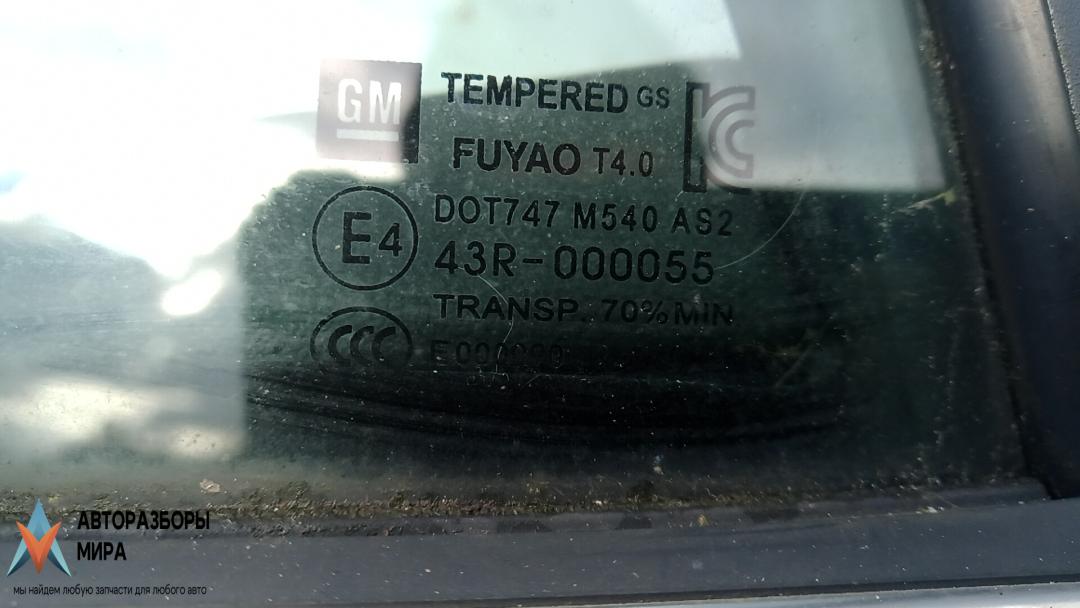 GM
TEMPERED GS
FUYAO T4.0
DOT747 M540 AS2
E4
43R-000055
TRANSP. 70%MIN
CCC
АВТОРАЗБОРЫ
МИРА
мы найдем любую запчасти для любого авто